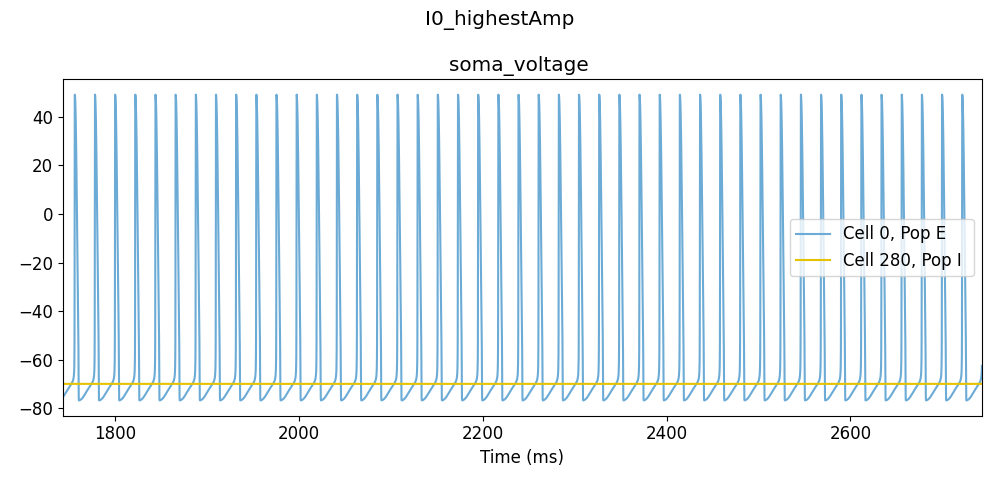 I0_highestAmp
soma_voltage
40
20
0
−20
−40
−60
−80
Cell 0, Pop E
Cell 280, Pop I
1800 2000 2200 2400 2600
Time (ms)